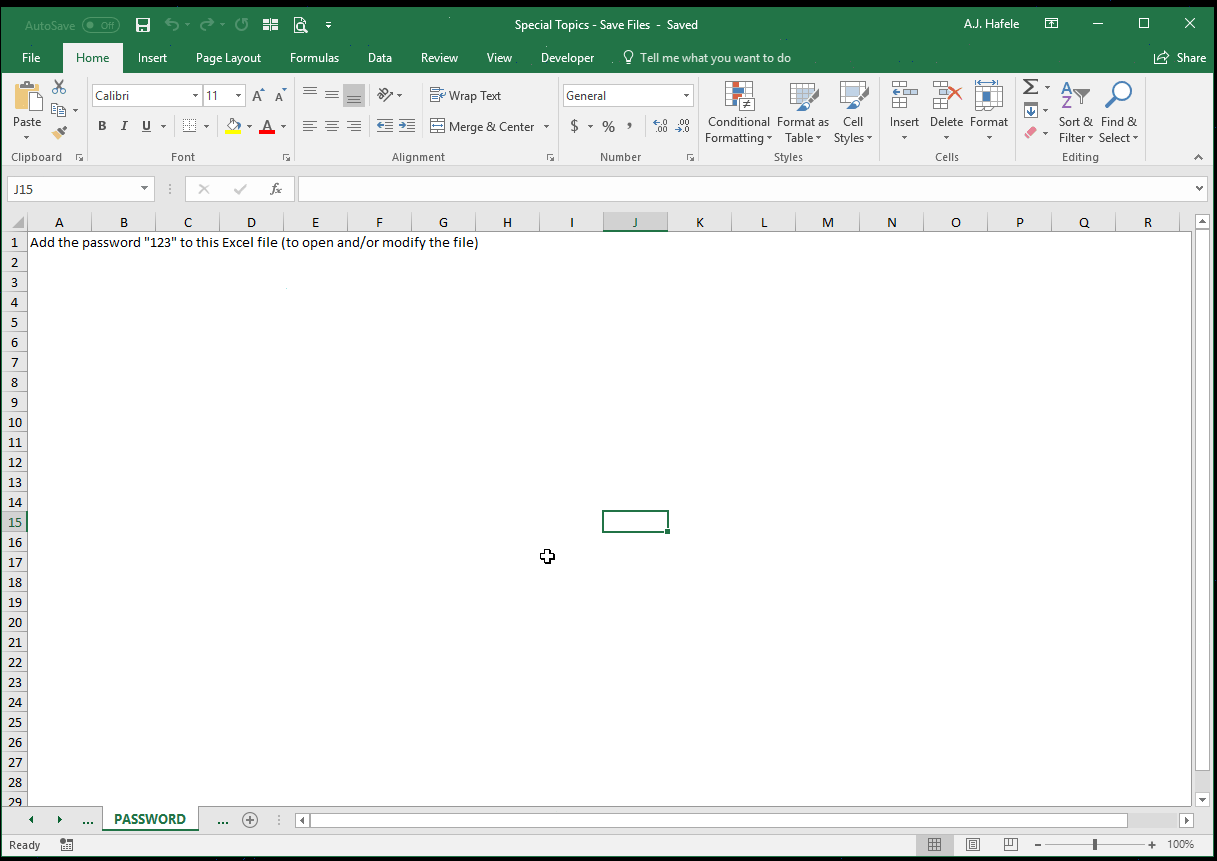 AutoSave Off Special Topics - Save Files - Saved A.J. Hafele
File Home Insert Page Layout Formulas Data Review View Developer Tell me what you want to do Share
Paste
Clipboard
Calibri 11
B I U A
Font
Wrap Text
Merge & Center
Alignment
General
$ % ,
Number
Conditional Formatting
Format as Table
Cell Styles
Styles
Insert Delete Format
Cells
Sort & Filter
Find & Select
Editing
J15 fx
A B C D E F G H I J K L M N O P Q R
1 Add the password "123" to this Excel file (to open and/or modify the file)
2
3
4
5
6
7
8
9
10
11
12
13
14
15
16
17
18
19
20
21
22
23
24
25
26
27
28
29
... PASSWORD ...
Ready 100%